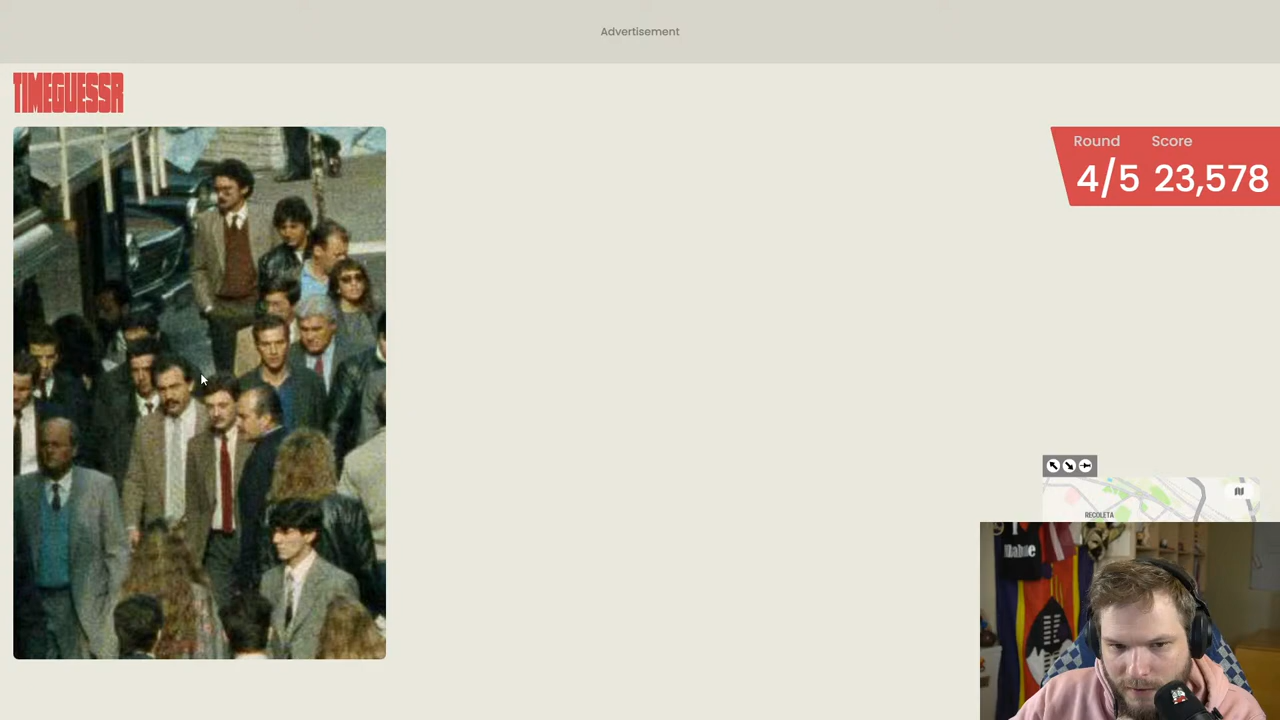 Advertisement
TIMEGUESSR
Round Score
4/5 23,578
RECOLETA